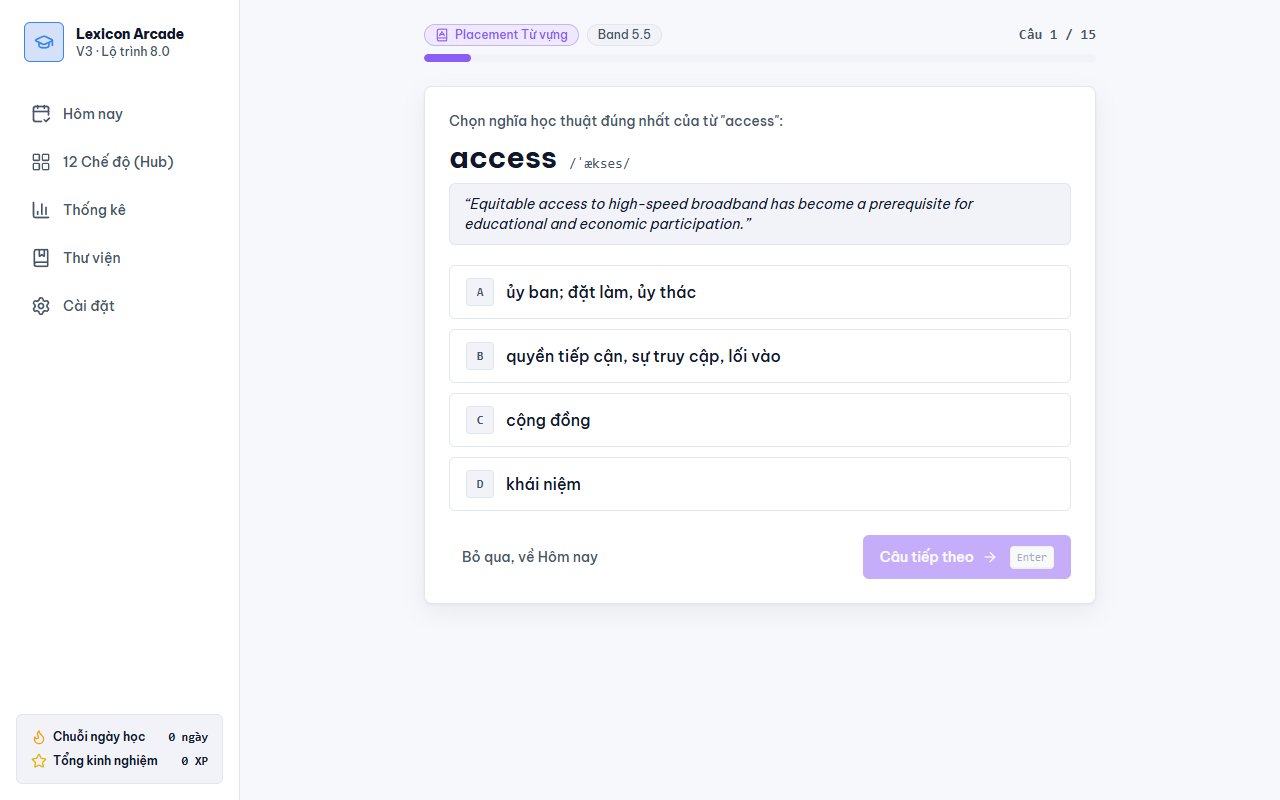 Lexicon Arcade
V3 · Lộ trình 8.0
Hôm nay
12 Chế độ (Hub)
Thống kê
Thư viện
Cài đặt
Chuỗi ngày học 0 ngày
Tổng kinh nghiệm 0 XP
Placement Từ vựng Band 5.5 Câu 1 / 15
Chọn nghĩa học thuật đúng nhất của từ "access":
access /ˈækses/
“Equitable access to high-speed broadband has become a prerequisite for
educational and economic participation.”
A ủy ban; đặt làm, ủy thác
B quyền tiếp cận, sự truy cập, lối vào
C cộng đồng
D khái niệm
Bỏ qua, về Hôm nay Câu tiếp theo → Enter